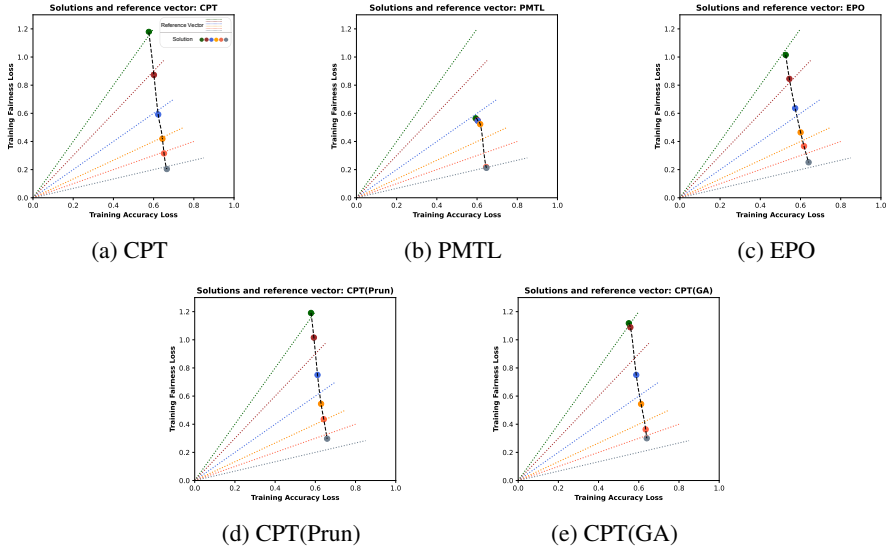 Solutions and reference vector: CPT
Training Fairness Loss
1.2
1.0
0.8
0.6
0.4
0.2
0.0
0.0 0.2 0.4 0.6 0.8 1.0
Training Accuracy Loss
Reference Vector
Solution
(a) CPT
Solutions and reference vector: PMTL
Training Fairness Loss
1.2
1.0
0.8
0.6
0.4
0.2
0.0
0.0 0.2 0.4 0.6 0.8 1.0
Training Accuracy Loss
(b) PMTL
Solutions and reference vector: EPO
Training Fairness Loss
1.2
1.0
0.8
0.6
0.4
0.2
0.0
0.0 0.2 0.4 0.6 0.8 1.0
Training Accuracy Loss
(c) EPO
Solutions and reference vector: CPT(Prun)
Training Fairness Loss
1.2
1.0
0.8
0.6
0.4
0.2
0.0
0.0 0.2 0.4 0.6 0.8 1.0
Training Accuracy Loss
(d) CPT(Prun)
Solutions and reference vector: CPT(GA)
Training Fairness Loss
1.2
1.0
0.8
0.6
0.4
0.2
0.0
0.0 0.2 0.4 0.6 0.8 1.0
Training Accuracy Loss
(e) CPT(GA)